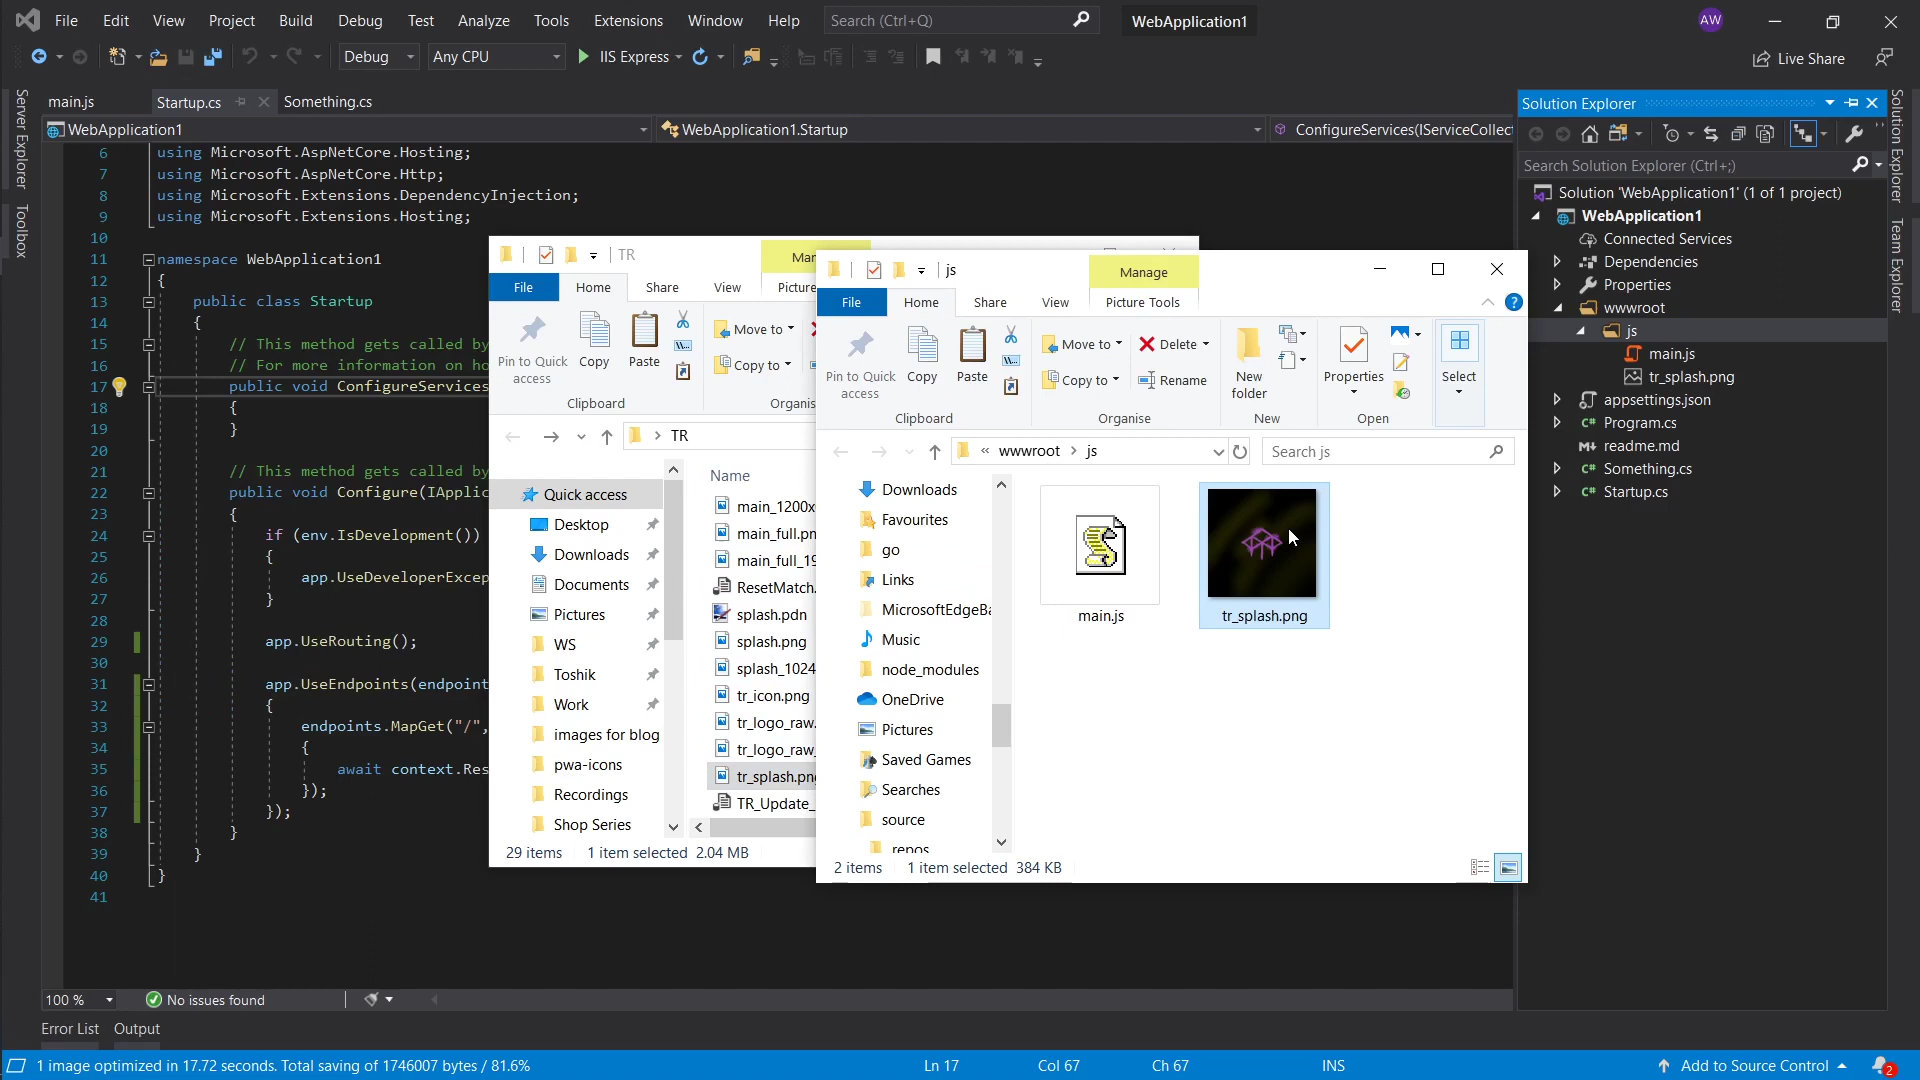 File Edit View Project Build Debug Test Analyze Tools Extensions Window Help Search (Ctrl+Q) WebApplication1 AW
Debug Any CPU IIS Express Live Share
Server Explorer
Toolbox
main.js Startup.cs Something.cs
WebApplication1 WebApplication1.Startup ConfigureServices(IServiceCollect
6 using Microsoft.AspNetCore.Hosting;
7 using Microsoft.AspNetCore.Http;
8 using Microsoft.Extensions.DependencyInjection;
9 using Microsoft.Extensions.Hosting;
10
11 namespace WebApplication1
12 {
13 public class Startup
14 {
15 // This method gets called by
16 // For more information on ho
17 public void ConfigureServices
18 {
19 }
20
21 // This method gets called by
22 public void Configure(IApplic
23 {
24 if (env.IsDevelopment())
25 {
26 app.UseDeveloperExcep
27 }
28
29 app.UseRouting();
30
31 app.UseEndpoints(endpoint
32 {
33 endpoints.MapGet("/",
34 {
35 await context.Res
36 });
37 });
38 }
39 }
40 }
41
TR Man
File Home Share View Picture
Pin to Quick access
Copy
Paste
Move to
Copy to
Clipboard Organis
TR
Name
Quick access
Desktop
Downloads
Documents
Pictures
WS
Toshik
Work
images for blog
pwa-icons
Recordings
Shop Series
main_1200x
main_full.pn
main_full_19
ResetMatch.
splash.pdn
splash.png
splash_1024
tr_icon.png
tr_logo_raw.
tr_logo_raw_
tr_splash.png
TR_Update_
29 items 1 item selected 2.04 MB
js Manage
File Home Share View Picture Tools
Pin to Quick access
Copy
Paste
Move to
Copy to
Delete
Rename
New folder
Properties
Select
Clipboard Organise New Open
« wwwroot > js Search js
Downloads
Favourites
go
Links
MicrosoftEdgeBa
Music
node_modules
OneDrive
Pictures
Saved Games
Searches
source
repos
main.js
tr_splash.png
2 items 1 item selected 384 KB
Solution Explorer
Search Solution Explorer (Ctrl+;)
Solution 'WebApplication1' (1 of 1 project)
WebApplication1
Connected Services
Dependencies
Properties
wwwroot
js
main.js
tr_splash.png
appsettings.json
C# Program.cs
M+ readme.md
C# Something.cs
C# Startup.cs
Solution Explorer
Team Explorer
100 % No issues found
Error List Output
1 image optimized in 17.72 seconds. Total saving of 1746007 bytes / 81.6% Ln 17 Col 67 Ch 67 INS Add to Source Control 2